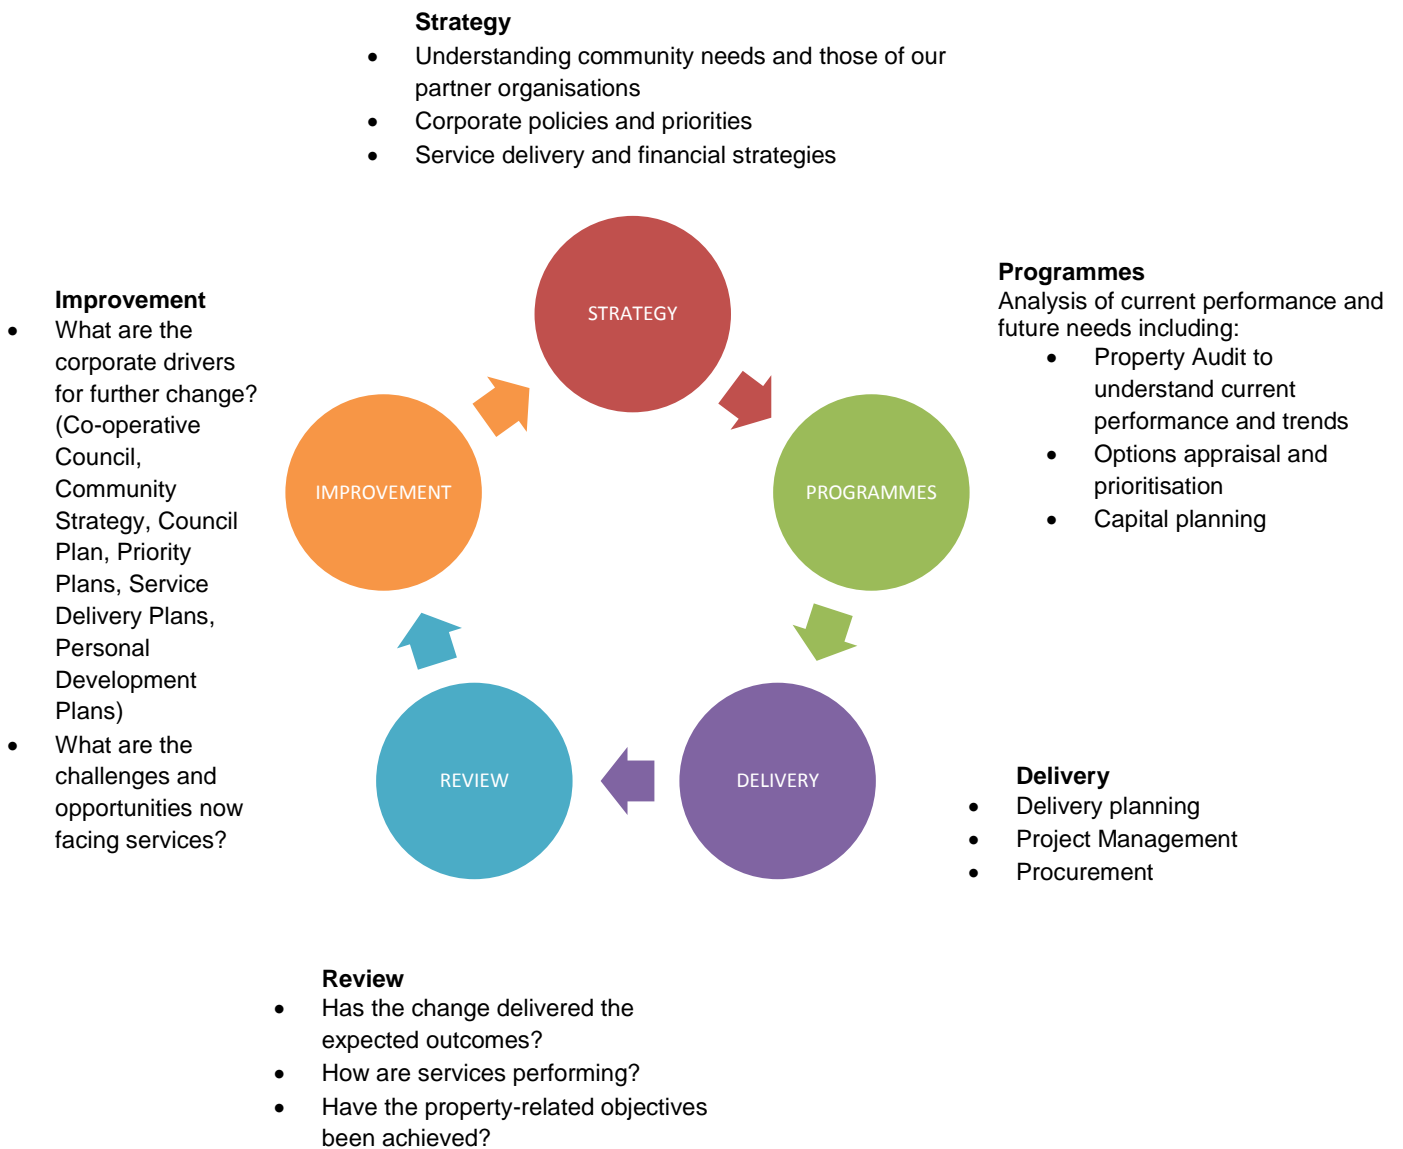 Strategy
• Understanding community needs and those of our
partner organisations
• Corporate policies and priorities
• Service delivery and financial strategies
STRATEGY
Programmes
Analysis of current performance and
future needs including:
• Property Audit to
understand current
performance and trends
• Options appraisal and
prioritisation
• Capital planning
Improvement
• What are the
corporate drivers
for further change?
(Co-operative
Council,
Community
Strategy, Council
Plan, Priority
Plans, Service
Delivery Plans,
Personal
Development
Plans)
• What are the
challenges and
opportunities now
facing services?
IMPROVEMENT
PROGRAMMES
REVIEW
DELIVERY
Delivery
• Delivery planning
• Project Management
• Procurement
Review
• Has the change delivered the
expected outcomes?
• How are services performing?
• Have the property-related objectives
been achieved?